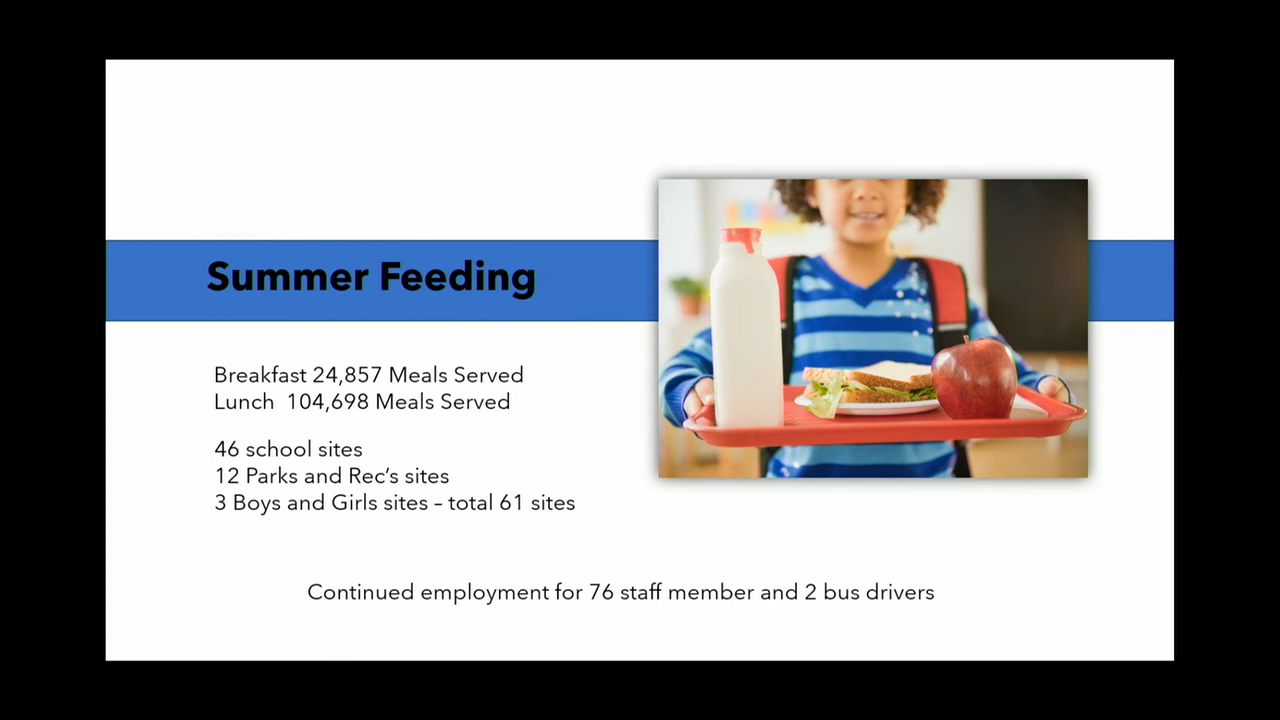 Summer Feeding
Breakfast 24,857 Meals Served
Lunch  104,698 Meals Served
46 school sites
12 Parks and Rec’s sites
3 Boys and Girls sites – total 61 sites
Continued employment for 76 staff member and 2 bus drivers